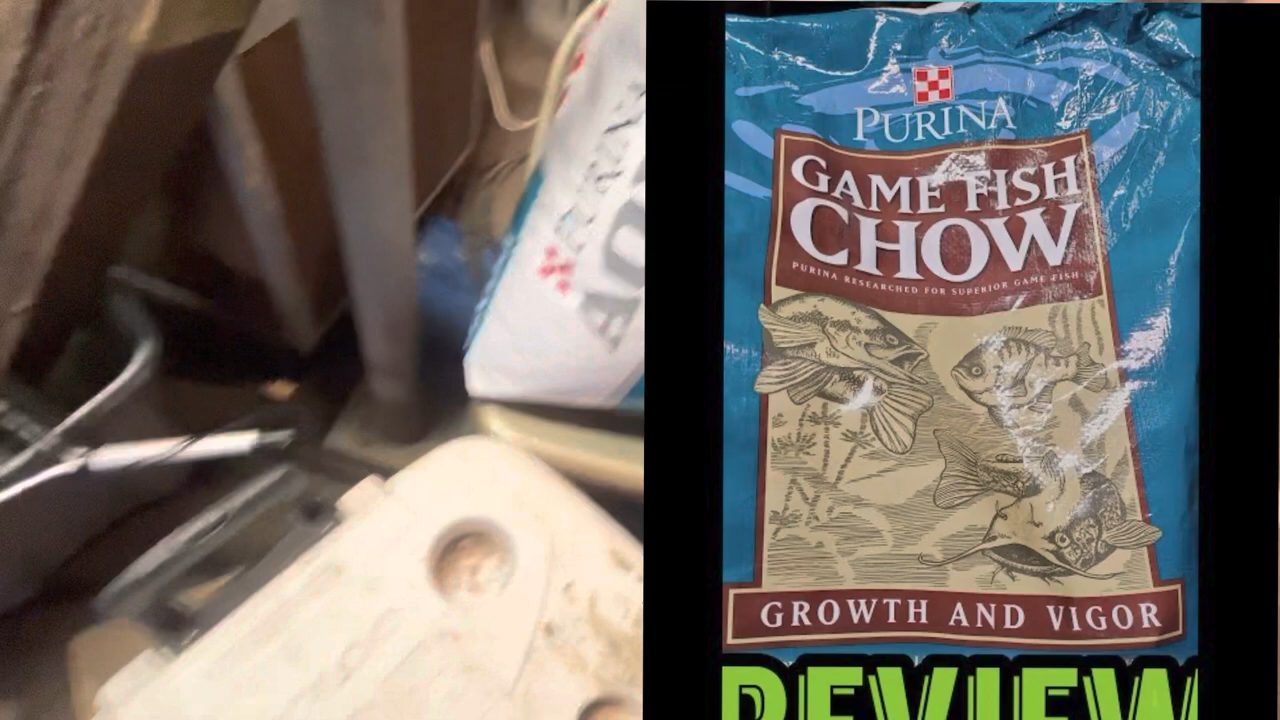 PURINA
GAME FISH
CHOW
PURINA RESEARCHED FOR SUPERIOR GAME FISH
GROWTH AND VIGOR
REVIEW